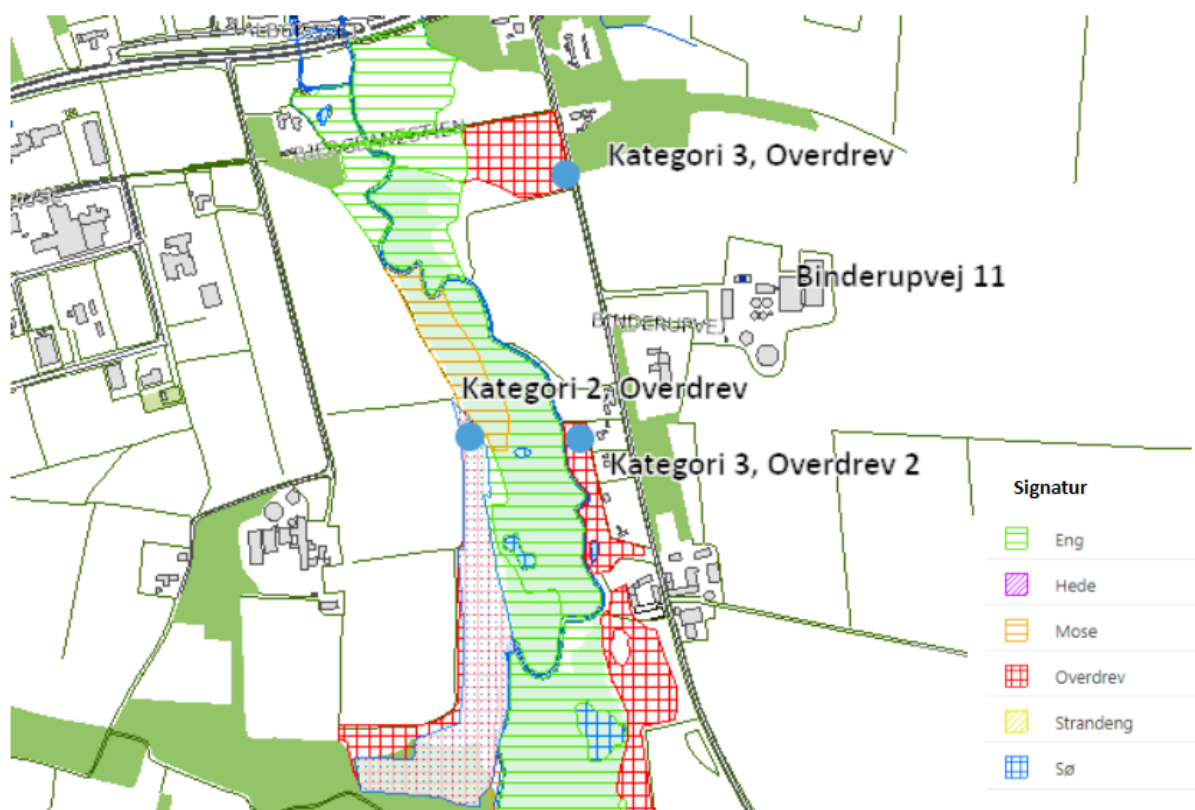 BJERGBANESTIEN
Kategori 3, Overdrev
Binderupvej 11
BINDERUPVEJ
Kategori 2, Overdrev
Kategori 3, Overdrev 2
Signatur
Eng
Hede
Mose
Overdrev
Strandeng
Sø